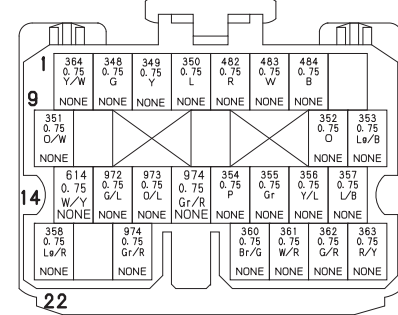 1
364 348 349 350 482 483 484
0.75 0.75 0.75 0.75 0.75 0.75 0.75
Y/W G Y L R W B
NONE NONE NONE NONE NONE NONE NONE
9
351 352 353
0.75 0.75 0.75
O/W O Lg/B
NONE NONE NONE
14
614 972 973 974 354 355 356 357
0.75 0.75 0.75 0.75 0.75 0.75 0.75 0.75
W/Y G/L O/L Gr/R P Gr Y/L L/B
NONE NONE NONE NONE NONE NONE NONE NONE
358 974 360 361 362 363
0.75 0.75 0.75 0.75 0.75 0.75
Lg/R Gr/R Br/G W/R G/R R/Y
NONE NONE NONE NONE NONE NONE
22